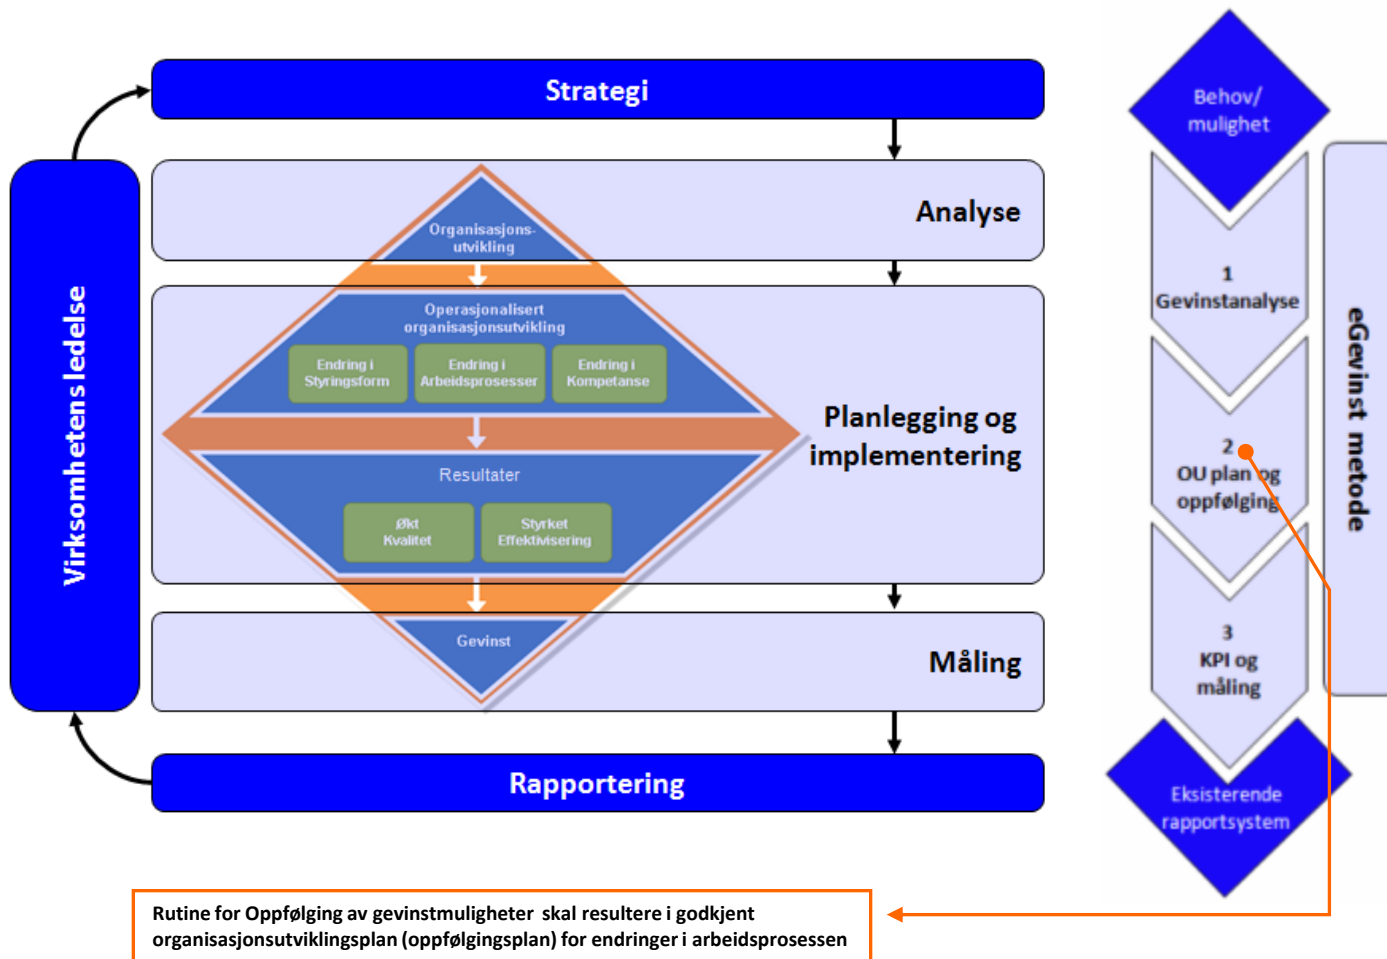 Strategi
Virksomhetens ledelse
Analyse
Organisasjons-
utvikling
Operasjonalisert
organisasjonsutvikling
Endring i
Styringsform
Endring i
Arbeidsprosesser
Endring i
Kompetanse
Planlegging og
implementering
Resultater
Økt
Kvalitet
Styrket
Effektivisering
Gevinst
Måling
Rapportering
Behov/
mulighet
1
Gevinstanalyse
2
OU plan og
oppfølging
3
KPI og
måling
Eksisterende
rapportsystem
eGevinst metode
Rutine for Oppfølging av gevinstmuligheter skal resultere i godkjent
organisasjonsutviklingsplan (oppfølgingsplan) for endringer i arbeidsprosessen